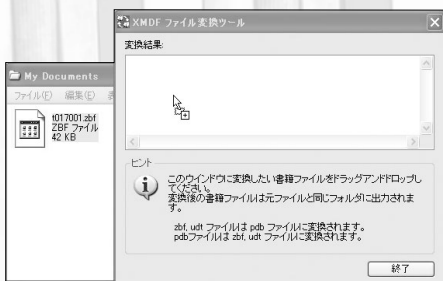 XMDF ファイル変換ツール
変換結果:
My Documents
ファイル(F) 編集(E) 表
t017001.zbf
ZBF ファイル
42 KB
ヒント
このウインドウに変換したい書籍ファイルをドラッグアンドドロップし
てください。
変換後の書籍ファイルは元ファイルと同じフォルダに出力されま
す。
zbf, udt ファイルは pdb ファイルに変換されます。
pdbファイルは zbf, udt ファイルに変換されます。
終了